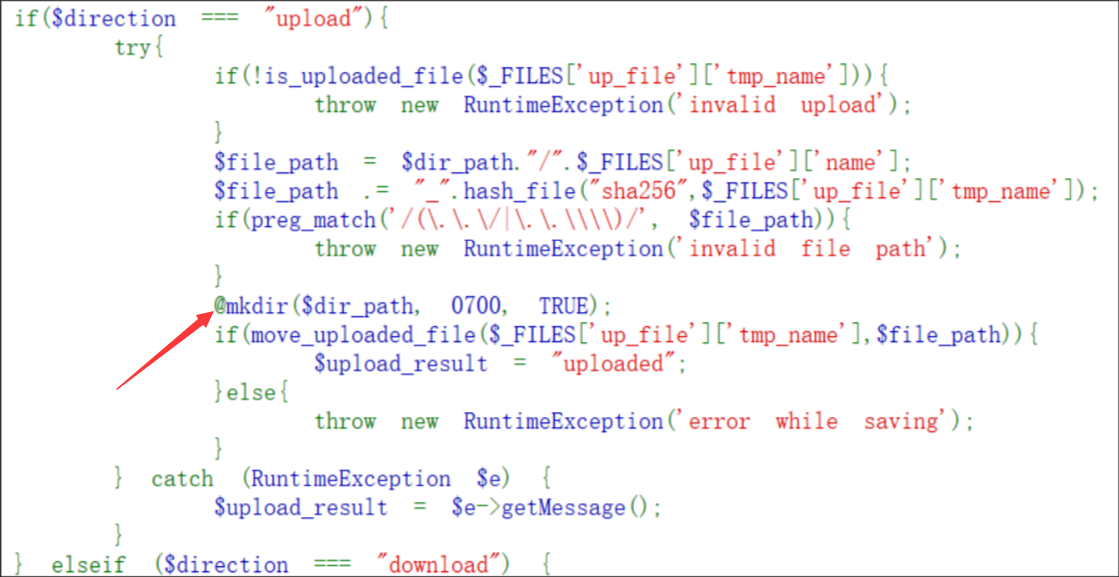 if($direction === "upload"){
try{
if(!is_uploaded_file($_FILES['up_file']['tmp_name'])){
throw new RuntimeException('invalid upload');
}
$file_path = $dir_path."/".$_FILES['up_file']['name'];
$file_path .= "_".hash_file("sha256",$_FILES['up_file']['tmp_name']);
if(preg_match('/(\.\.\/|\.\.\\\\)/', $file_path)){
throw new RuntimeException('invalid file path');
}
@mkdir($dir_path, 0700, TRUE);
if(move_uploaded_file($_FILES['up_file']['tmp_name'],$file_path)){
$upload_result = "uploaded";
}else{
throw new RuntimeException('error while saving');
}
} catch (RuntimeException $e) {
$upload_result = $e->getMessage();
}
} elseif ($direction === "download") {